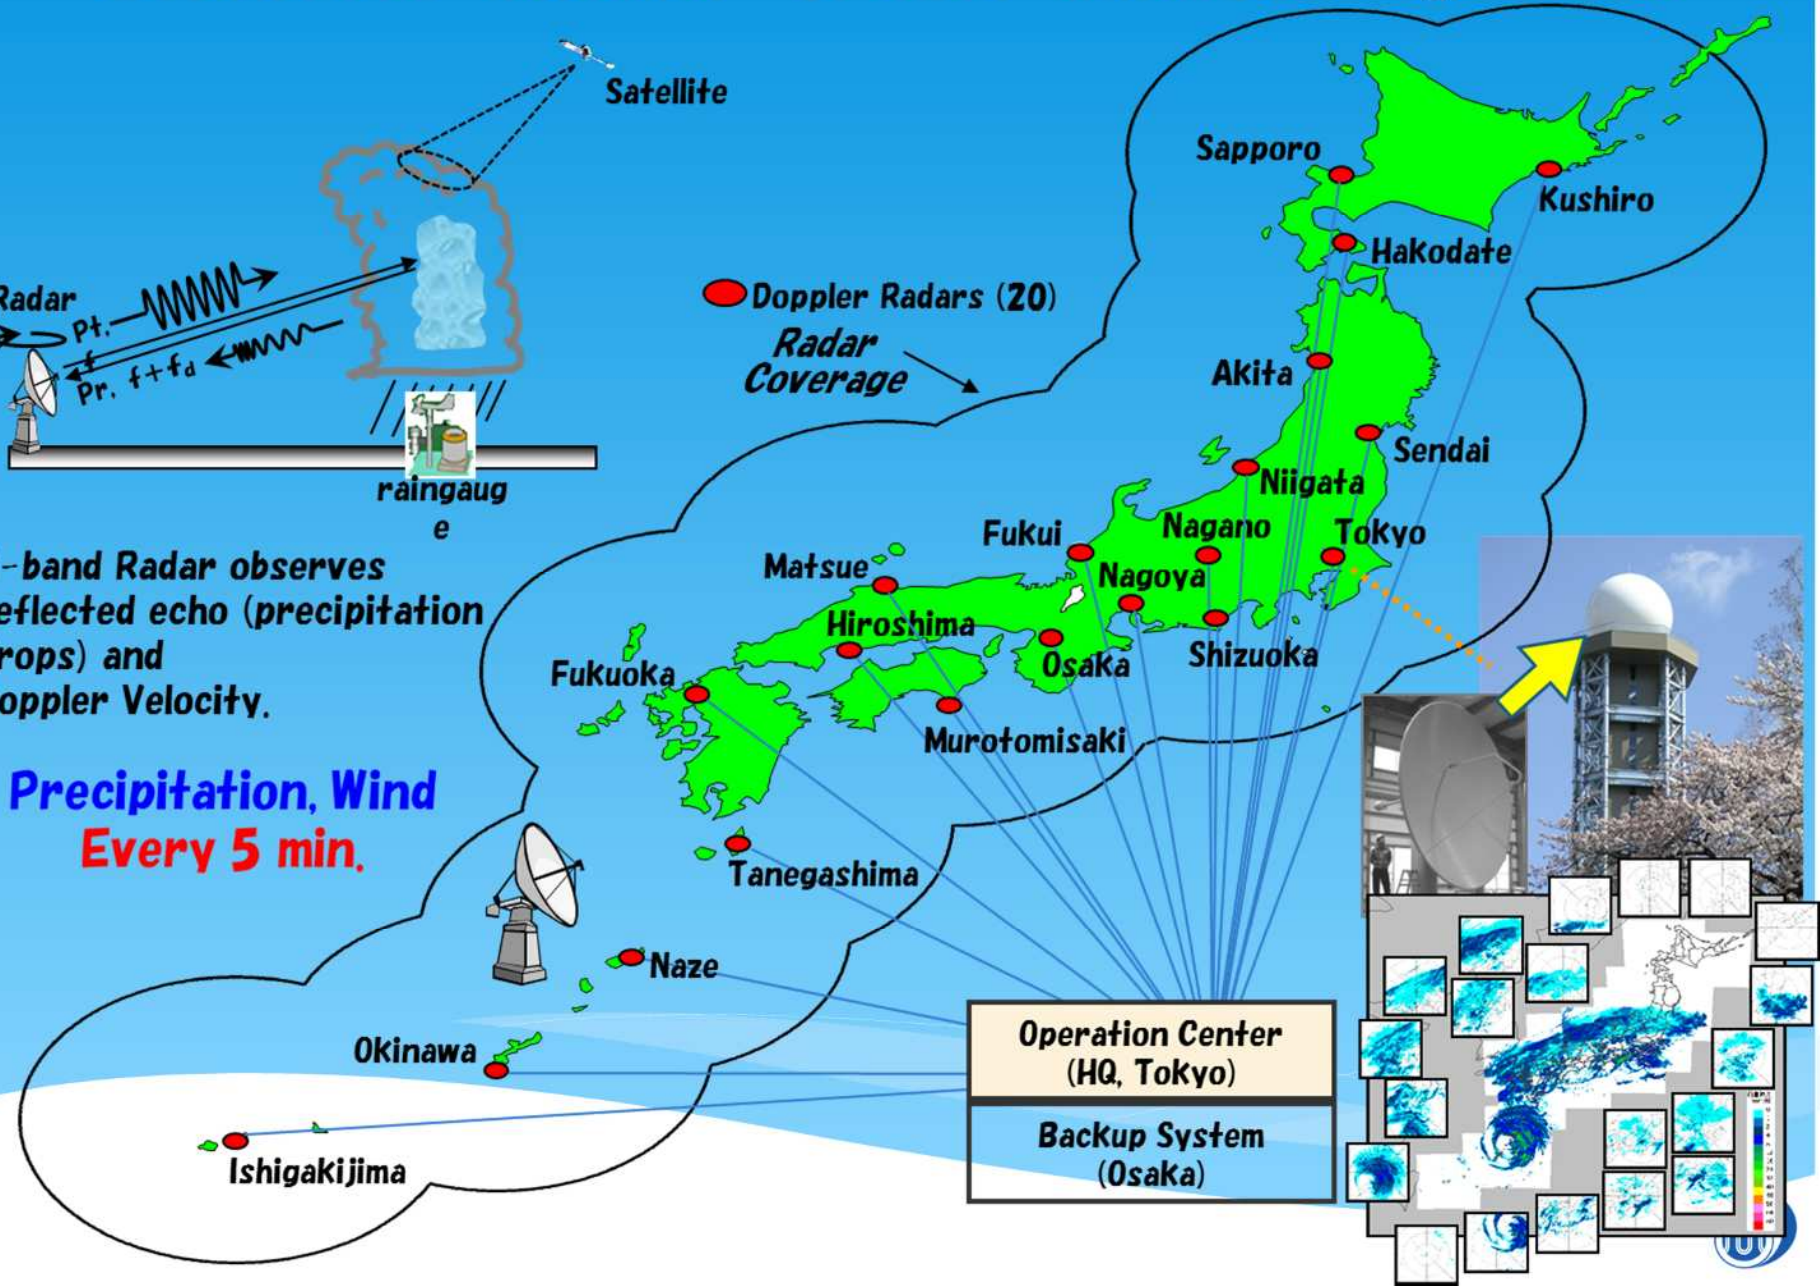 Satellite
Radar
Pt,
f
Pr, f+fd
raingaug
e
-band Radar observes
eflected echo (precipitation
rops) and
oppler Velocity.
Precipitation, Wind
Every 5 min.
Doppler Radars (20)
Radar
Coverage
Sapporo
Kushiro
Hakodate
Akita
Sendai
Niigata
Fukui
Nagano
Tokyo
Matsue
Nagoya
Hiroshima
Osaka
Shizuoka
Fukuoka
Murotomisaki
Tanegashima
Naze
Okinawa
Ishigakijima
Operation Center
(HQ, Tokyo)
Backup System
(Osaka)